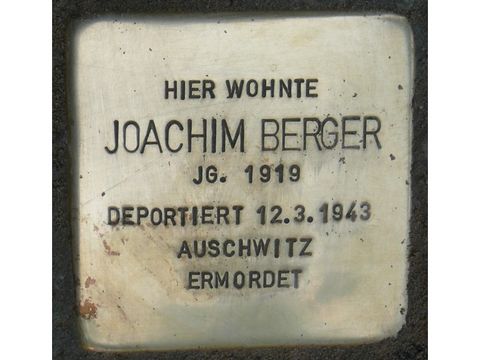 HIER WOHNTE
JOACHIM BERGER
JG. 1919
DEPORTIERT 12.3.1943
AUSCHWITZ
ERMORDET